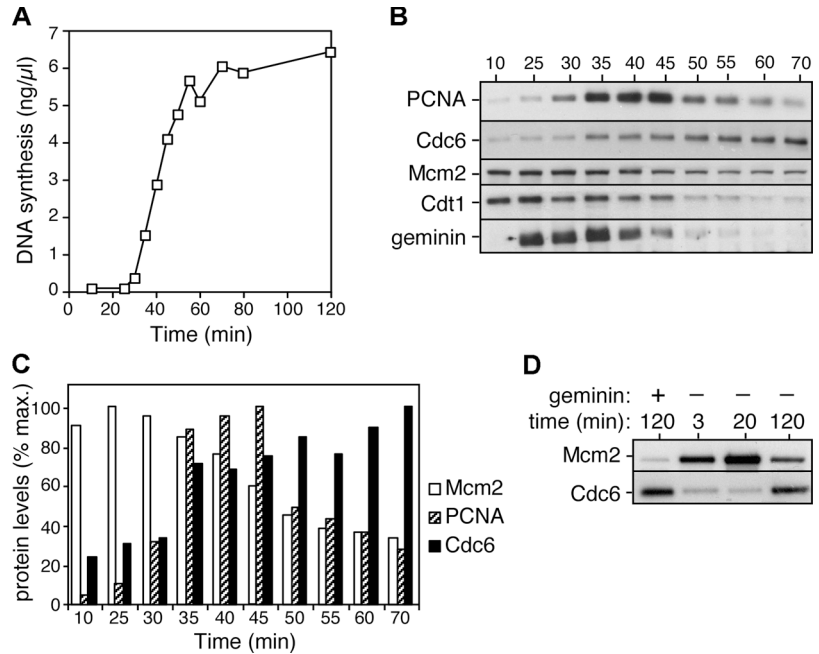 A
DNA synthesis (ng/µl)
7
6
5
4
3
2
1
0
0 20 40 60 80 100 120
Time (min)
B
10 25 30 35 40 45 50 55 60 70
PCNA
Cdc6
Mcm2
Cdt1
geminin
C
protein levels (% max.)
100
80
60
40
20
0
10 25 30 35 40 45 50 55 60 70
Time (min)
Mcm2
PCNA
Cdc6
D
geminin: + − − −
time (min): 120 3 20 120
Mcm2
Cdc6